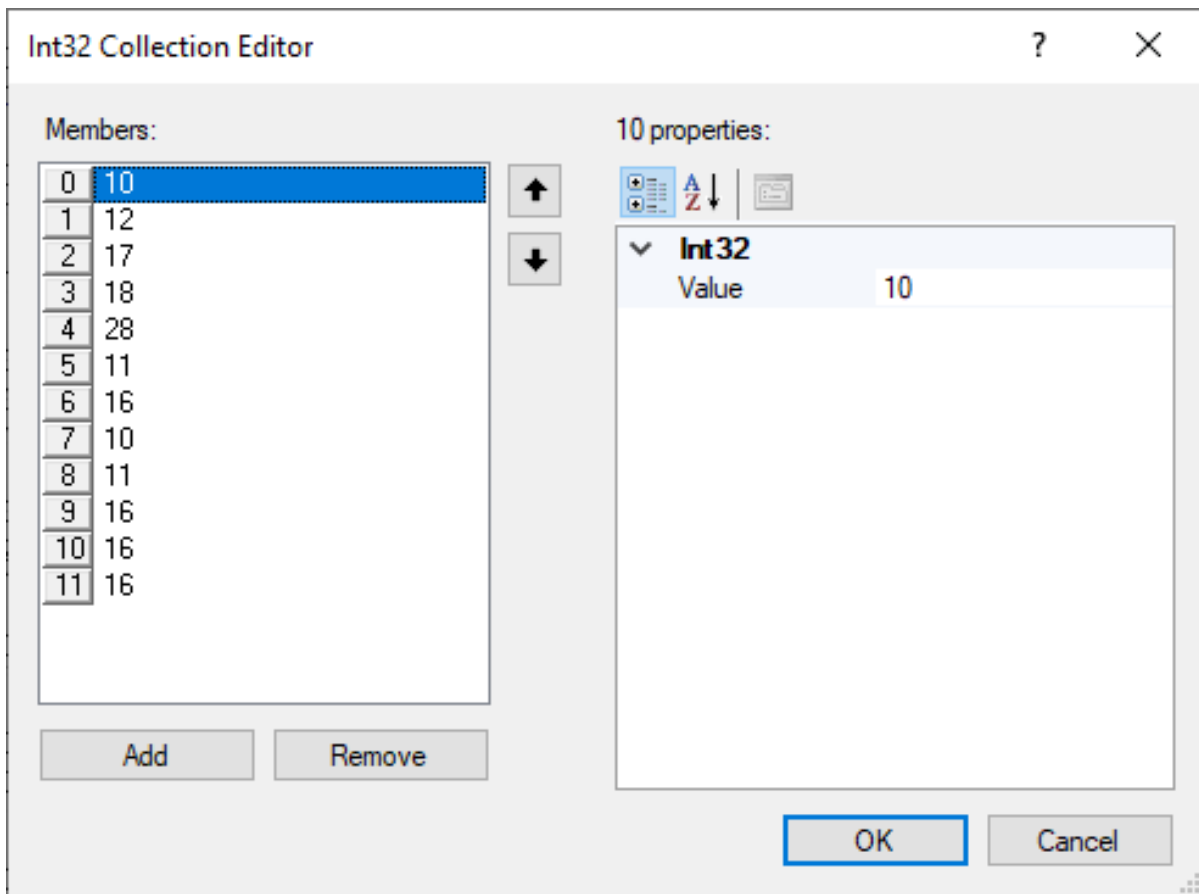 Int32 Collection Editor
?
Members:
0 10
1 12
2 17
3 18
4 28
5 11
6 16
7 10
8 11
9 16
10 16
11 16
Add
Remove
10 properties:
A
Z
Int32
Value 10
OK
Cancel